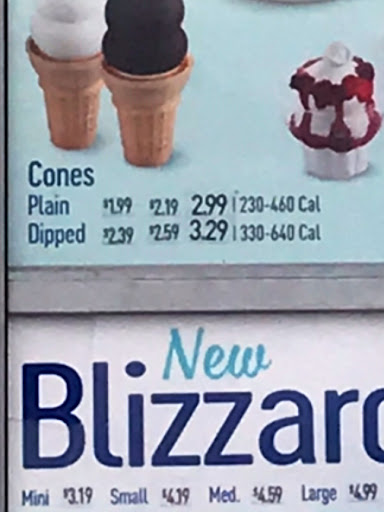 Cones
Plain $1.99 $2.19 2.99 | 230-460 Cal
Dipped $2.39 $2.59 3.29 | 330-640 Cal
New
Blizzard
Mini $3.19 Small $4.19 Med. $4.59 Large $4.99